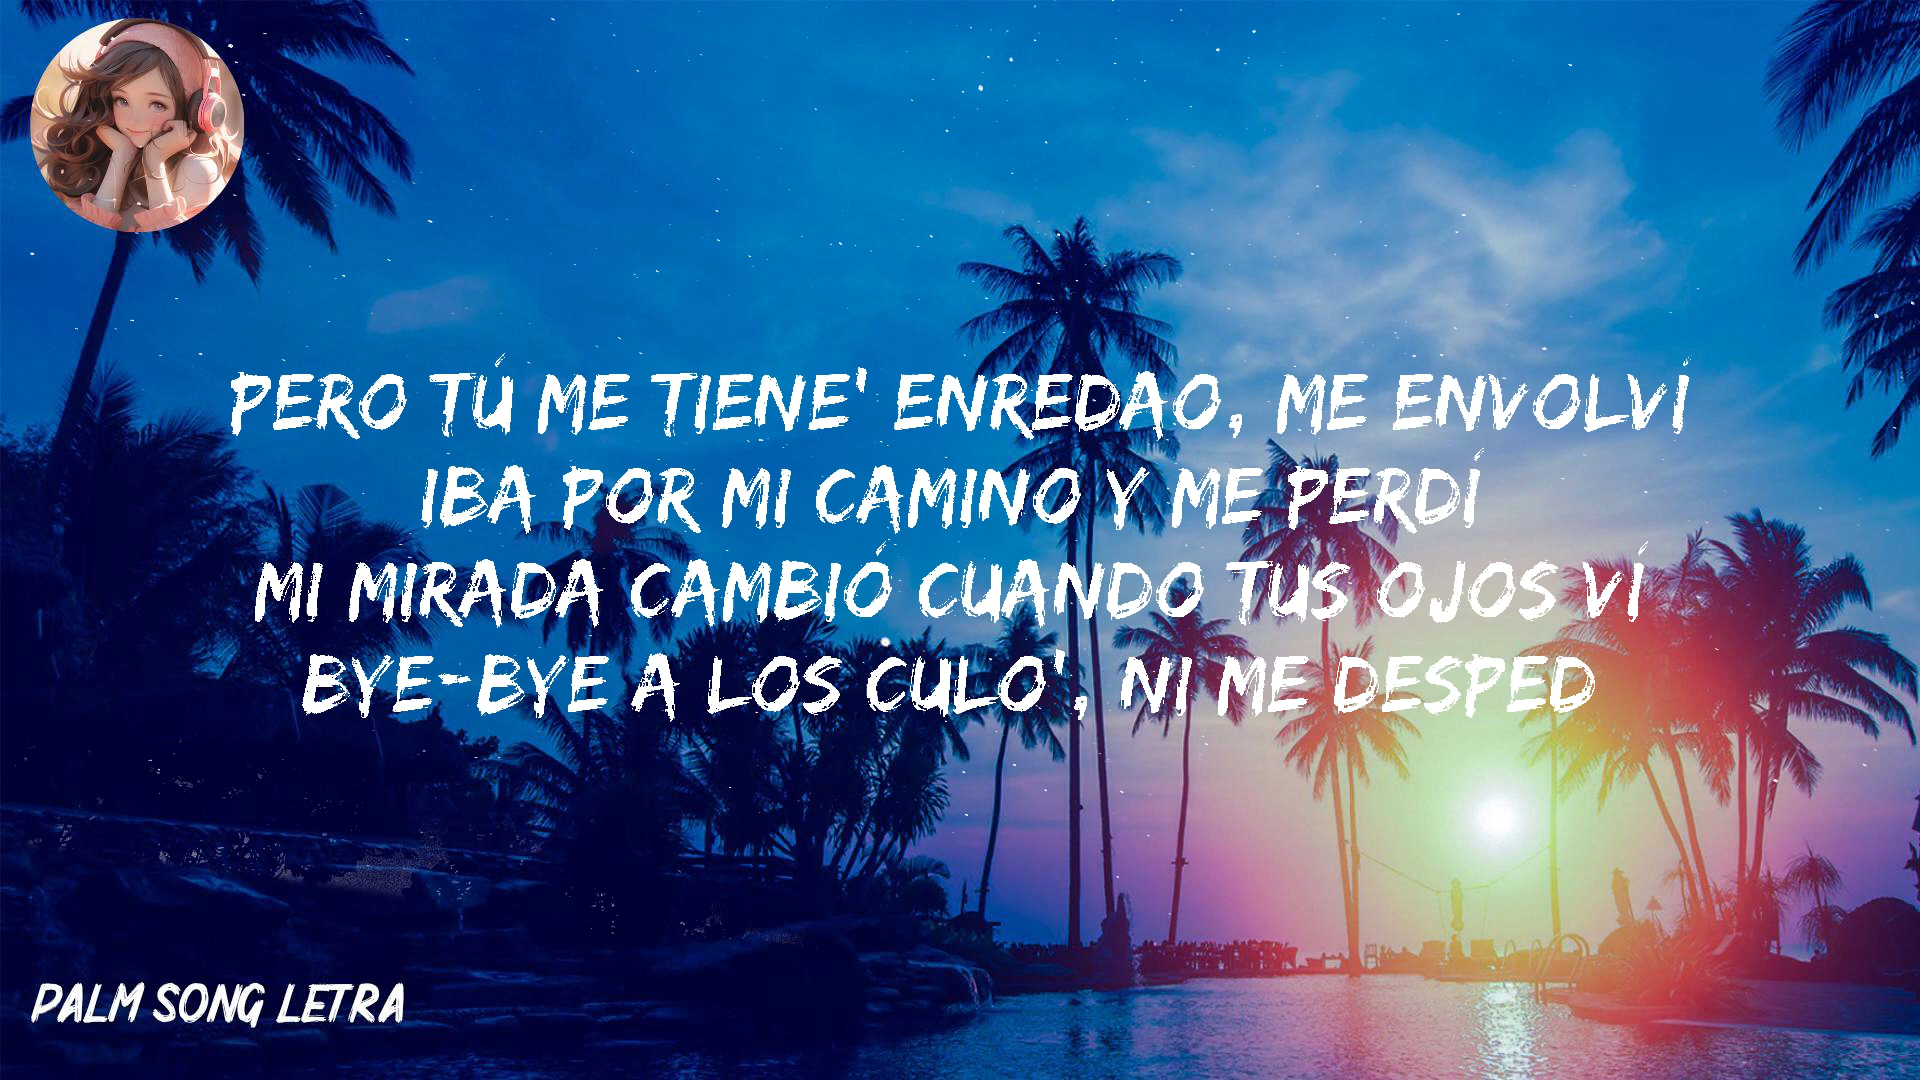 PERO TÚ ME TIENE' ENREDAO, ME ENVOLVÍ
IBA POR MI CAMINO Y ME PERDÍ
MI MIRADA CAMBIÓ CUANDO TUS OJOS VÍ
BYE-BYE A LOS CULO', NI ME DESPED
PALM SONG LETRA